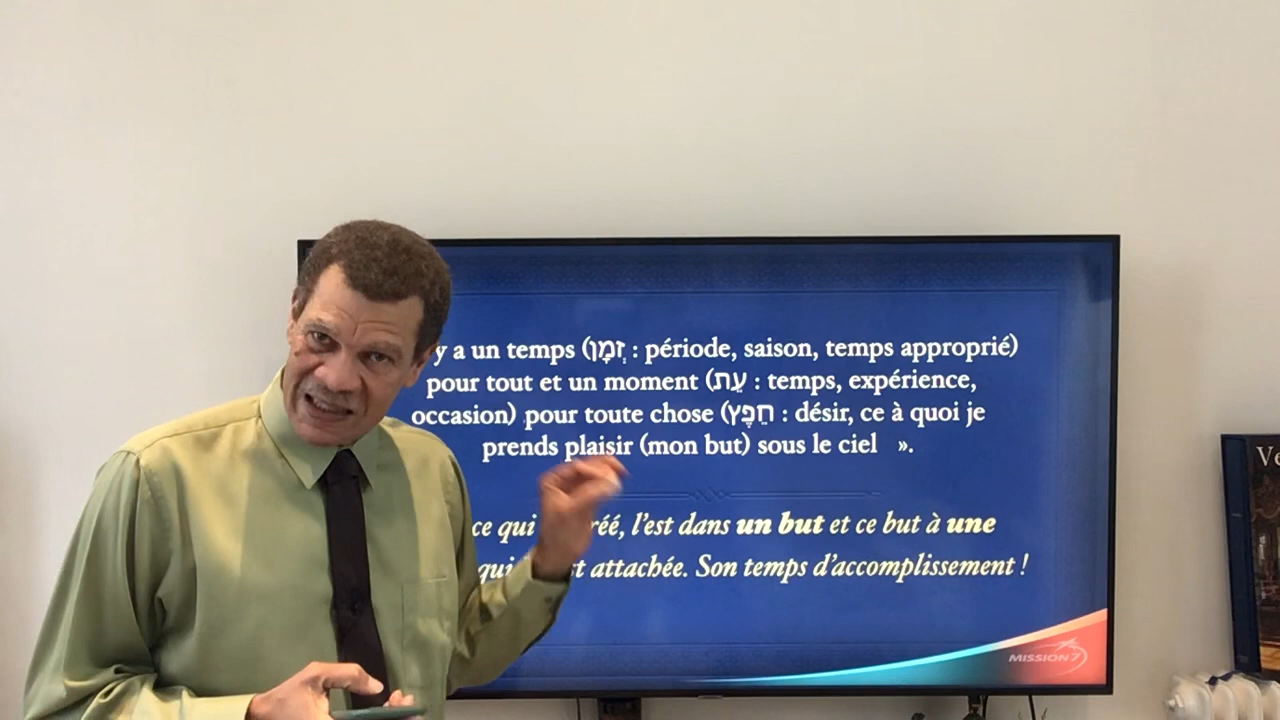 y a un temps (זְמָן : période, saison, temps approprié)
pour tout et un moment (עֵת : temps, expérience,
occasion) pour toute chose (חֵפֶץ : désir, ce à quoi je
prends plaisir (mon but) sous le ciel ».
ce qui réé, l'est dans un but et ce but à une
qui st attachée. Son temps d'accomplissement !
MISSION 7
Ve